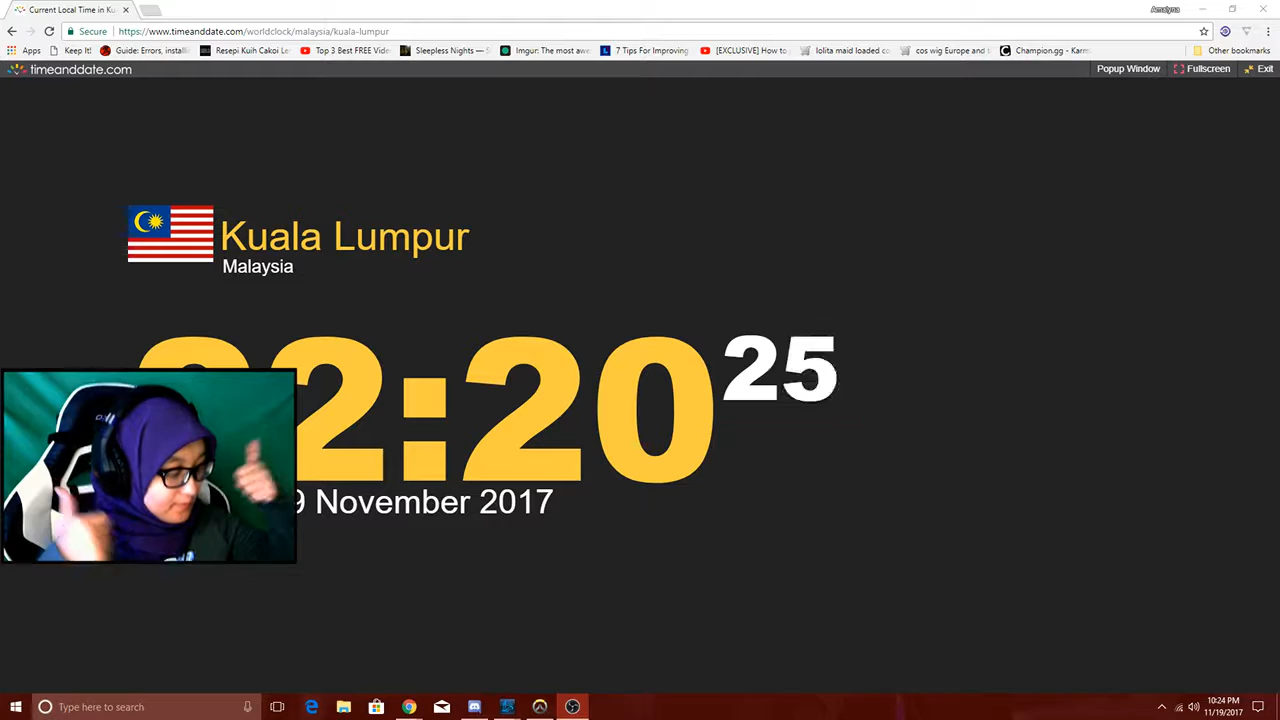 Current Local Time in Ku
Amalyna
Secure
https://www.timeanddate.com/worldclock/malaysia/kuala-lumpur
Apps
Keep It!
Guide: Errors, installi
Resepi Kuih Cakoi Le
Top 3 Best FREE Vide
Sleepless Nights — S
Imgur: The most awe
7 Tips For Improving
[EXCLUSIVE] How to
lolita maid loaded co
cos wig Europe and t
Champion.gg - Karm
Other bookmarks
timeanddate.com
Popup Window
Fullscreen
Exit
Kuala Lumpur
Malaysia
22:20 25
9 November 2017
Type here to search
10:24 PM
11/19/2017